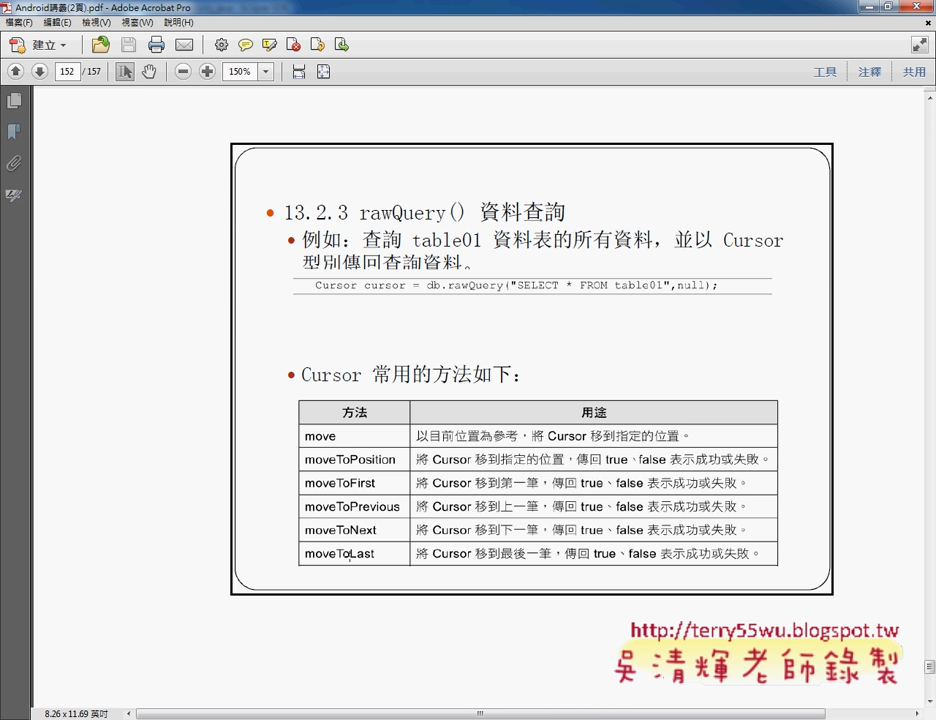 Android講義(2頁).pdf - Adobe Acrobat Pro
檔案(F) 編輯(E) 檢視(V) 視窗(W) 說明(H)
建立
152 / 157 150% 工具 注釋 共用
• 13.2.3 rawQuery() 資料查詢
• 例如: 查詢 table01 資料表的所有資料, 並以 Cursor
型別傳回查詢資料。
Cursor cursor = db.rawQuery("SELECT * FROM table01",null);
• Cursor 常用的方法如下:
方法 用途
move 以目前位置為參考，將 Cursor 移到指定的位置。
moveToPosition 將 Cursor 移到指定的位置，傳回 true、false 表示成功或失敗。
moveToFirst 將 Cursor 移到第一筆，傳回 true、false 表示成功或失敗。
moveToPrevious 將 Cursor 移到上一筆，傳回 true、false 表示成功或失敗。
moveToNext 將 Cursor 移到下一筆，傳回 true、false 表示成功或失敗。
moveToLast 將 Cursor 移到最後一筆，傳回 true、false 表示成功或失敗。
http://terry55wu.blogspot.tw
吳清輝老師錄製
8.26 x 11.69 英吋